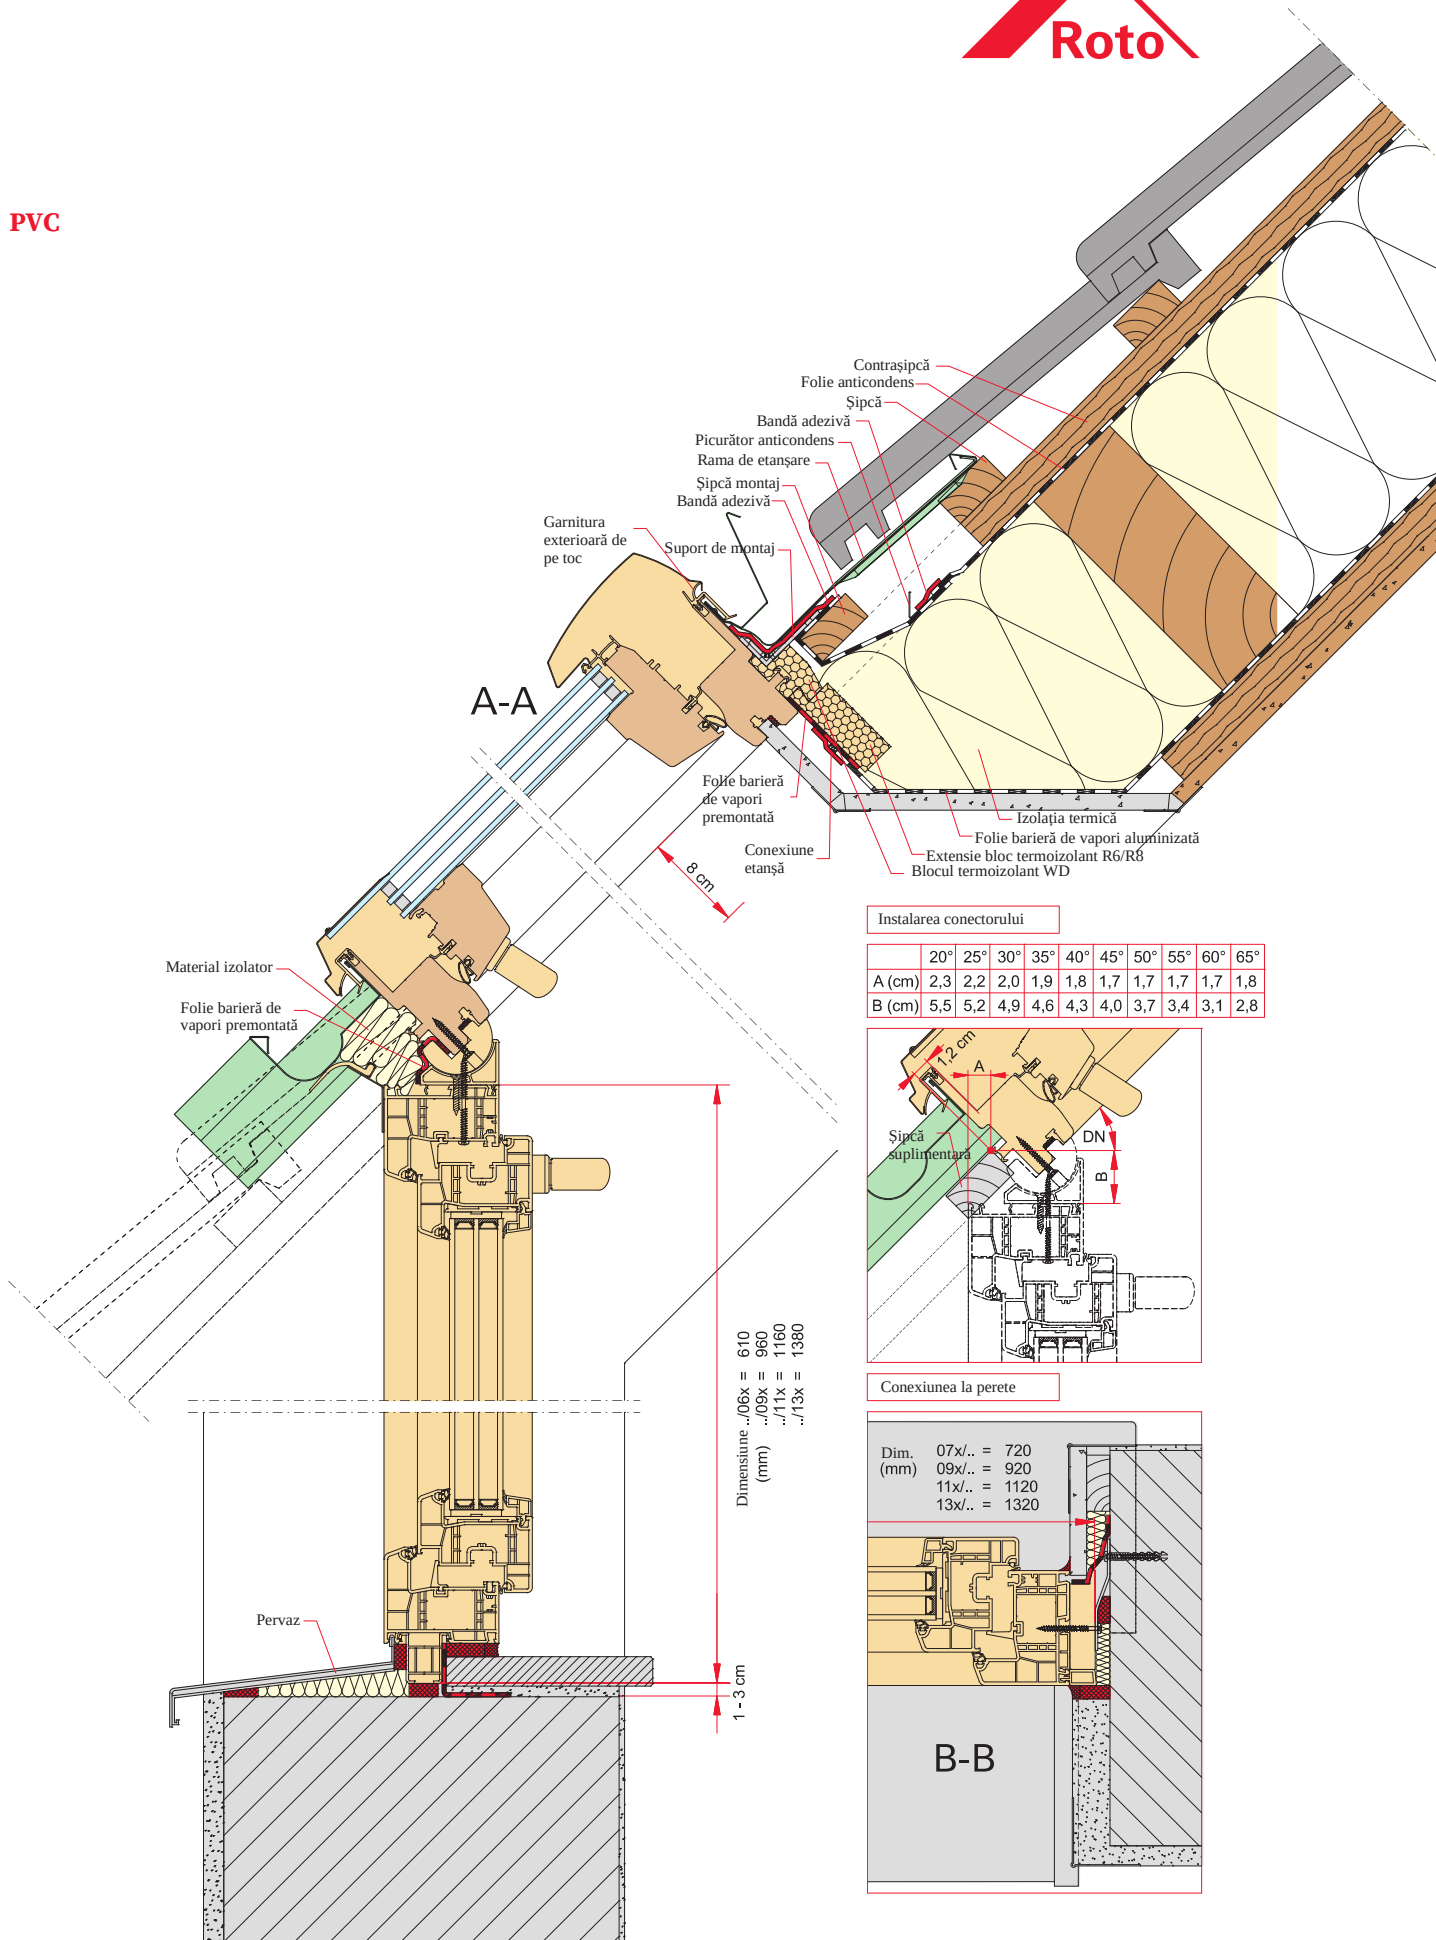 Roto
PVC
Contrașipcă
Folie anticondens
Șipcă
Bandă adezivă
Picurător anticondens
Rama de etanșare
Șipcă montaj
Bandă adezivă
Garnitura
exterioară de
pe toc
Suport de montaj
A-A
Folie barieră
de vapori
premontată
Conexiune
etanșă
Izolația termică
Folie barieră de vapori aluminizată
Extensie bloc termoizolant R6/R8
Blocul termoizolant WD
8 cm
Material izolator
Folie barieră de
vapori premontată
Instalarea conectorului
20° 25° 30° 35° 40° 45° 50° 55° 60° 65°
A (cm) 2,3 2,2 2,0 1,9 1,8 1,7 1,7 1,7 1,7 1,8
B (cm) 5,5 5,2 4,9 4,6 4,3 4,0 3,7 3,4 3,1 2,8
1,2 cm
A
Șipcă
suplimentară
DN
B
Dimensiune ../06x = 610
(mm) ../09x = 960
../11x = 1160
../13x = 1380
Conexiunea la perete
Dim. 07x/.. = 720
(mm) 09x/.. = 920
11x/.. = 1120
13x/.. = 1320
Pervaz
1 - 3 cm
B-B